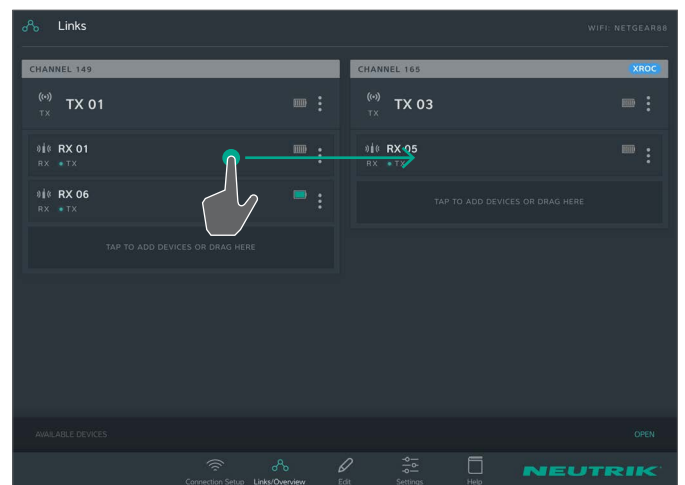 Links
WIFI: NETGEAR88
CHANNEL 149
TX
TX 01
RX 01
RX TX
RX 06
RX TX
TAP TO ADD DEVICES OR DRAG HERE
CHANNEL 165 XROC
TX
TX 03
RX 05
RX TX
TAP TO ADD DEVICES OR DRAG HERE
AVAILABLE DEVICES OPEN
Connection Setup Links/Overview Edit Settings Help
NEUTRIK